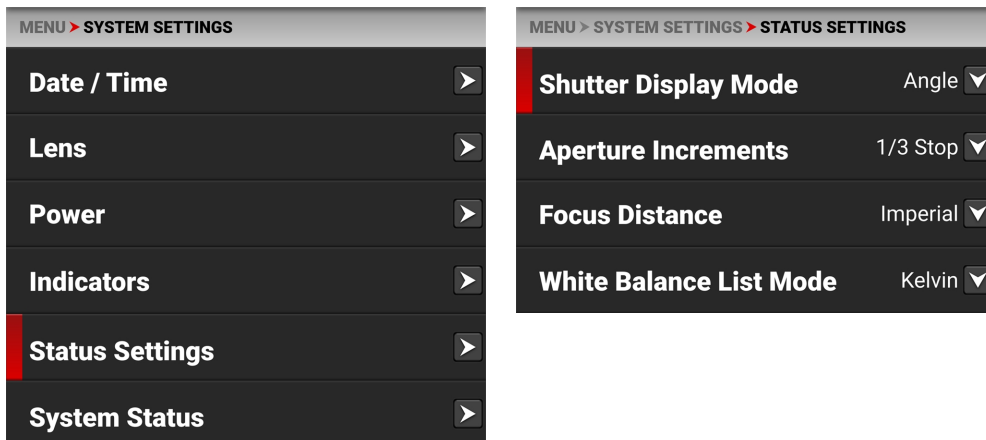 MENU > SYSTEM SETTINGS
Date / Time
Lens
Power
Indicators
Status Settings
System Status
MENU > SYSTEM SETTINGS > STATUS SETTINGS
Shutter Display Mode Angle
Aperture Increments 1/3 Stop
Focus Distance Imperial
White Balance List Mode Kelvin